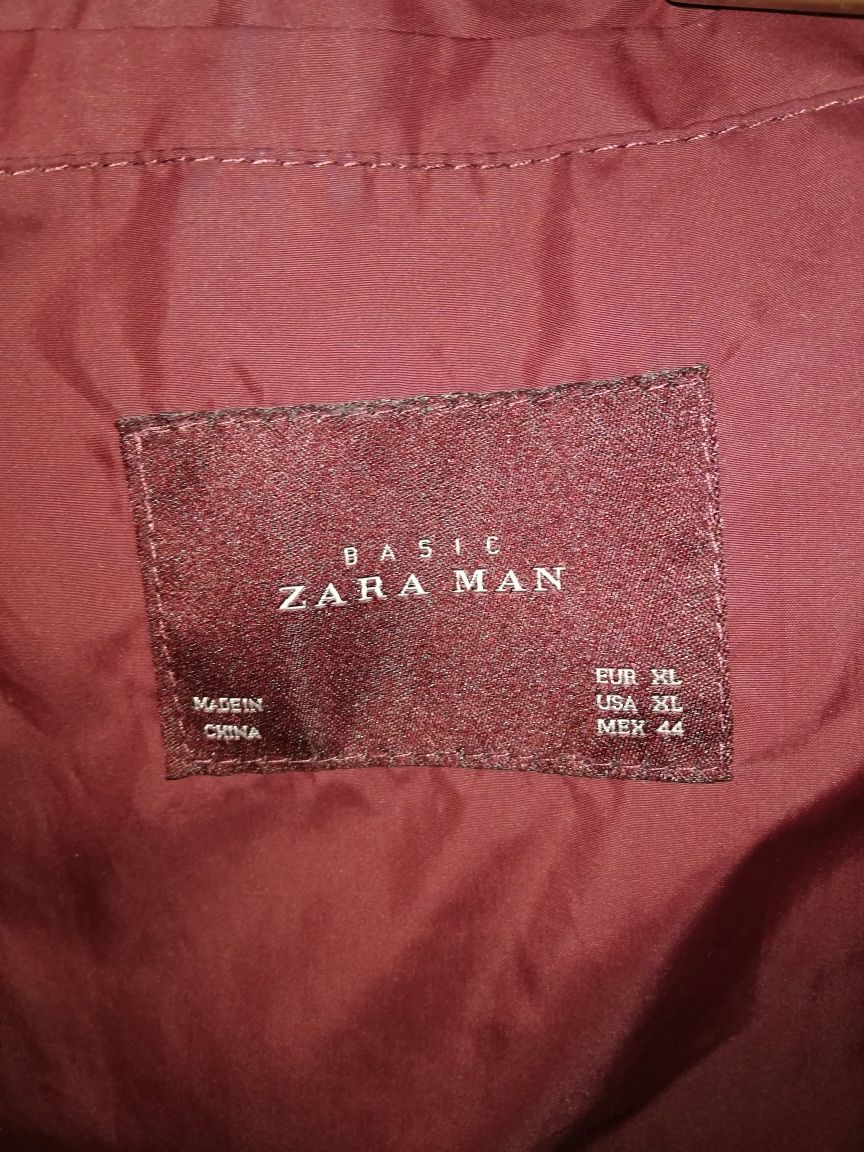 BASIC
ZARA MAN
MADE IN
CHINA
EUR XL
USA XL
MEX 44